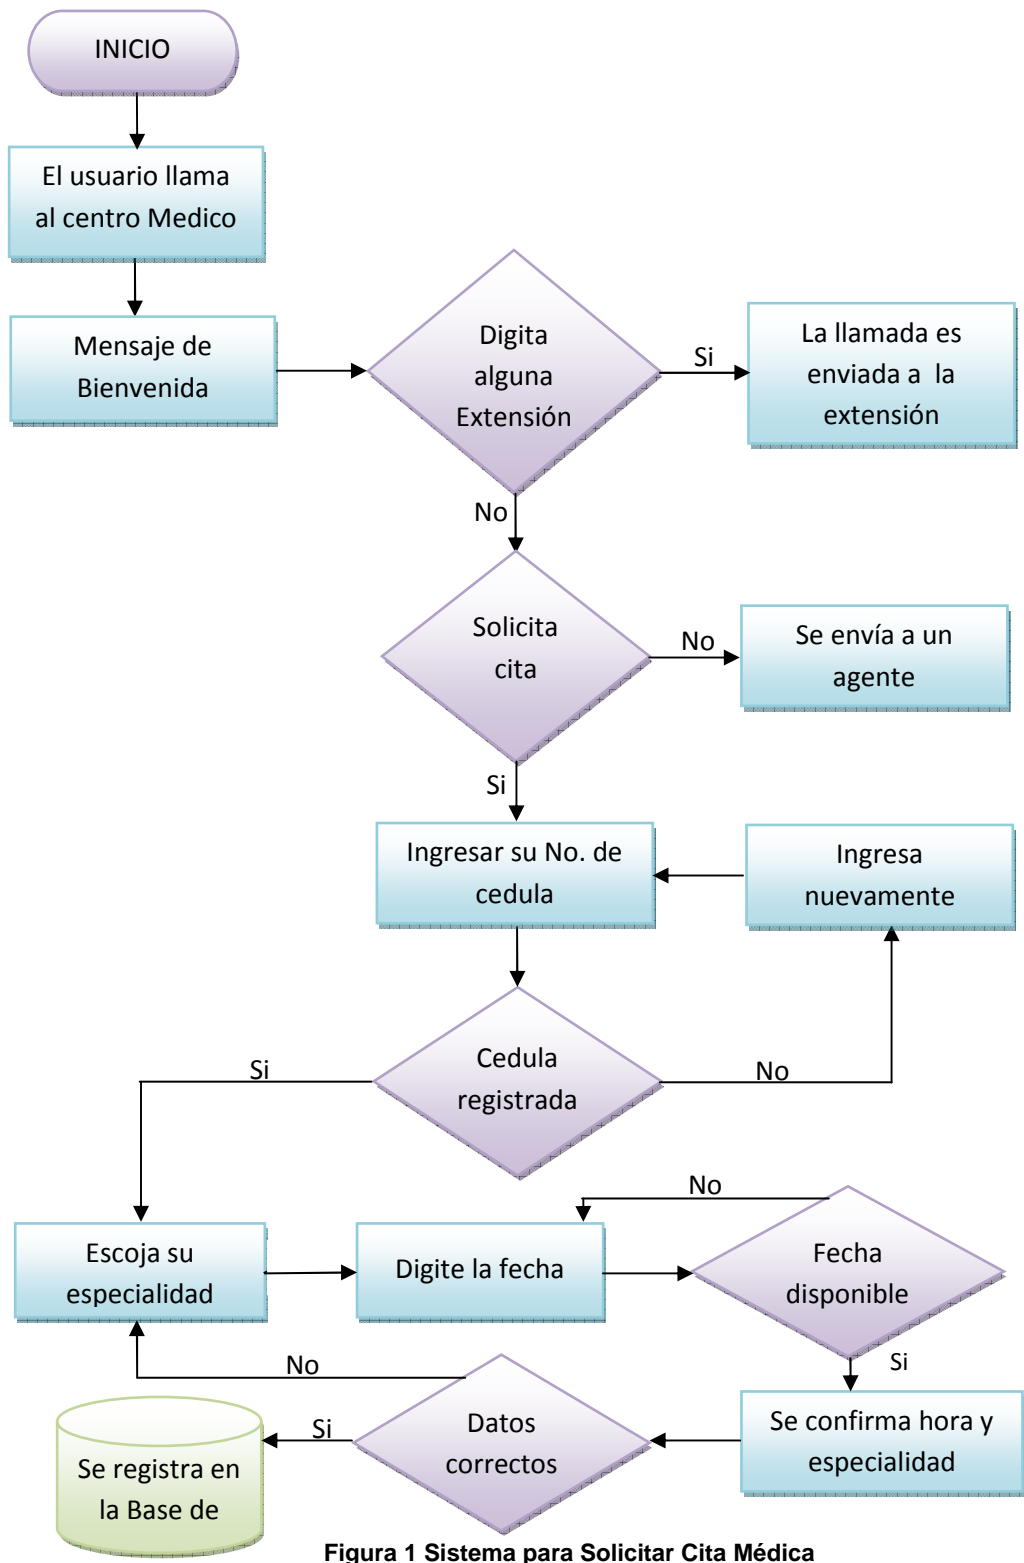 INICIO
El usuario llama
al centro Medico
Mensaje de
Bienvenida
Digita
alguna
Extensión
Si
La llamada es
enviada a la
extensión
No
Solicita
cita
No
Se envía a un
agente
Si
Ingresar su No. de
cedula
Ingresa
nuevamente
Cedula
registrada
Si
No
No
Escoja su
especialidad
Digite la fecha
Fecha
disponible
Si
No
Se confirma hora y
especialidad
Datos
correctos
Si
Se registra en
la Base de
Figura 1 Sistema para Solicitar Cita Médica